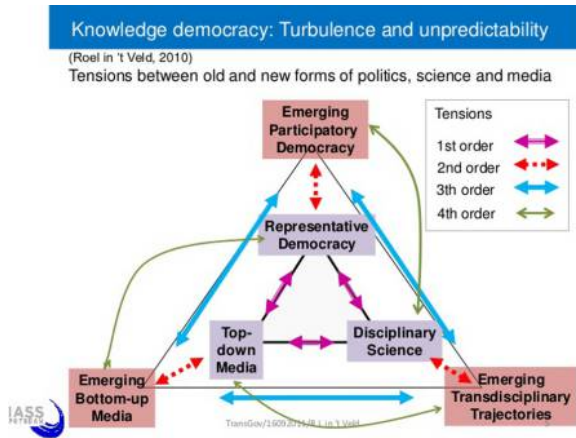 Knowledge democracy: Turbulence and unpredictability
(Roel in 't Veld, 2010)
Tensions between old and new forms of politics, science and media
Emerging
Participatory
Democracy
Tensions
1st order
2nd order
3th order
4th order
Representative
Democracy
Top-
down
Media
Disciplinary
Science
Emerging
Bottom-up
Media
Emerging
Transdisciplinary
Trajectories
in 't Veld